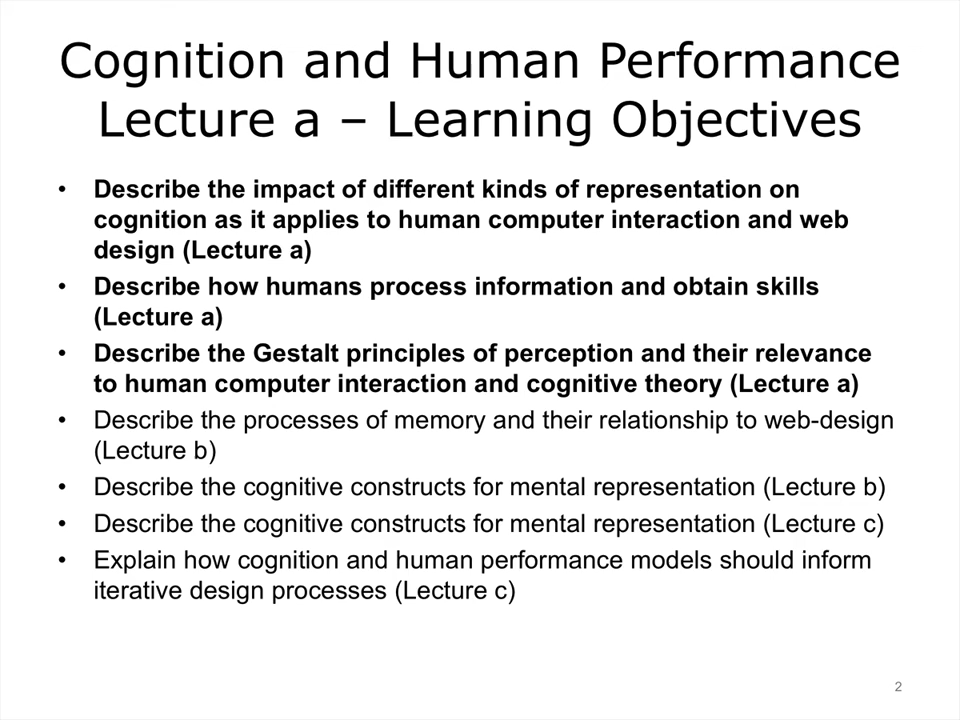 Cognition and Human Performance
Lecture a – Learning Objectives
• Describe the impact of different kinds of representation on
cognition as it applies to human computer interaction and web
design (Lecture a)
• Describe how humans process information and obtain skills
(Lecture a)
• Describe the Gestalt principles of perception and their relevance
to human computer interaction and cognitive theory (Lecture a)
• Describe the processes of memory and their relationship to web-design
(Lecture b)
• Describe the cognitive constructs for mental representation (Lecture b)
• Describe the cognitive constructs for mental representation (Lecture c)
• Explain how cognition and human performance models should inform
iterative design processes (Lecture c)
2